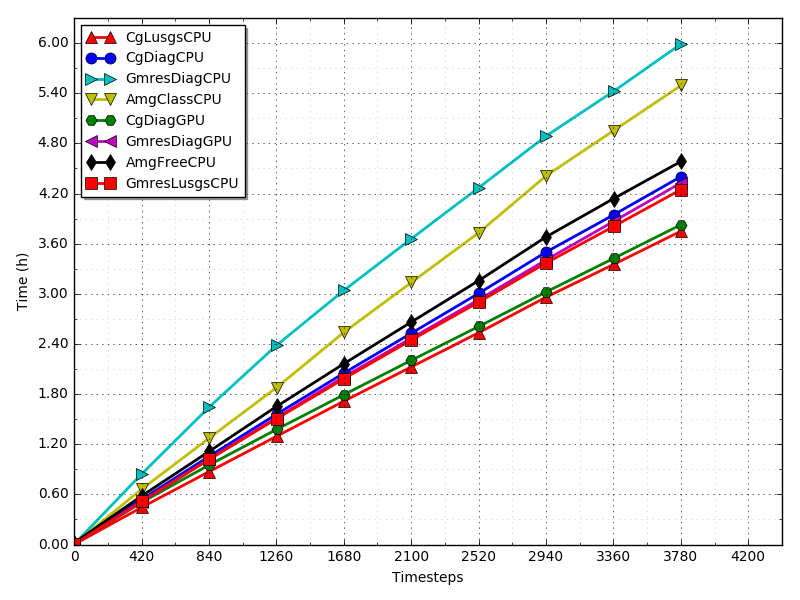 CgLusgsCPU
CgDiagCPU
GmresDiagCPU
AmgClassCPU
CgDiagGPU
GmresDiagGPU
AmgFreeCPU
GmresLusgsCPU
6.00
5.40
4.80
4.20
3.60
3.00
2.40
1.80
1.20
0.60
0.00
Time (h)
0 420 840 1260 1680 2100 2520 2940 3360 3780 4200
Timesteps